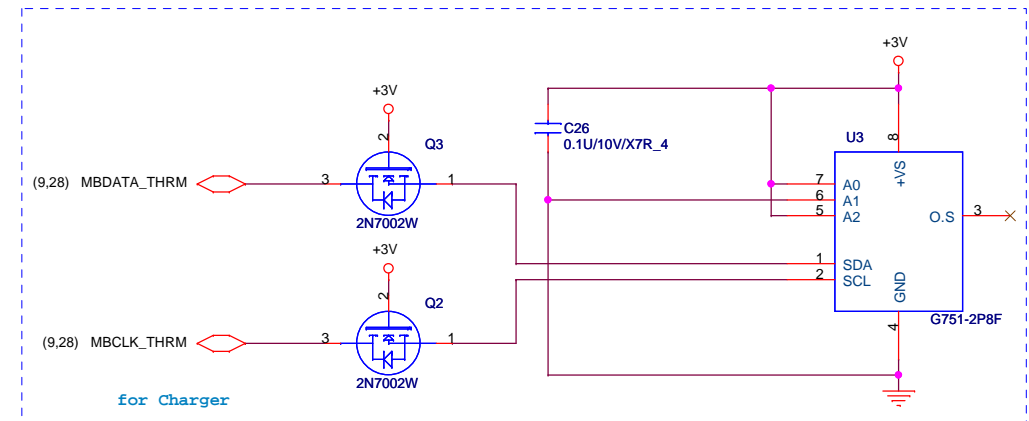 +3V
+3V
C26
0.1U/10V/X7R_4
U3
8
+VS
2
Q3
(9,28) MBDATA_THRM
3
1
2N7002W
7
A0
6
A1
5
A2
O.S
3
+3V
1
SDA
2
SCL
GND
4
G751-2P8F
2
Q2
(9,28) MBCLK_THRM
3
1
2N7002W
for Charger